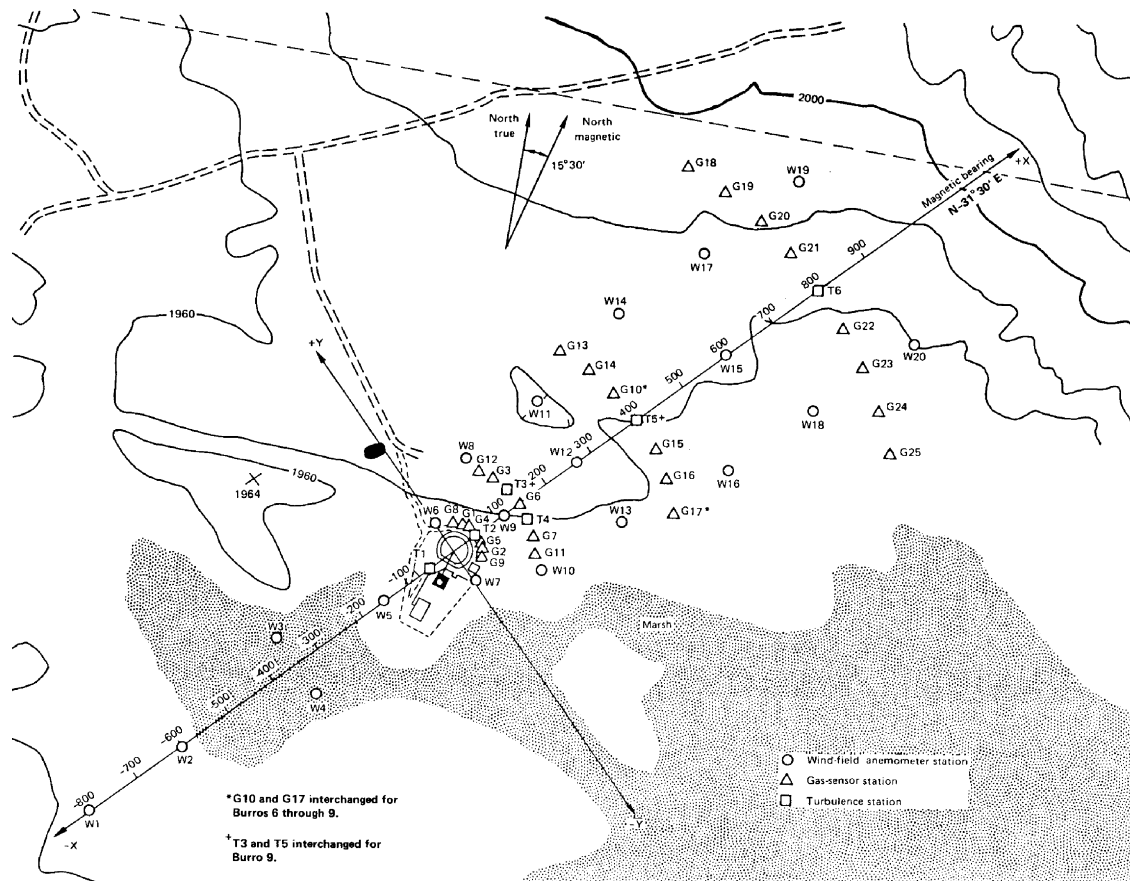 2000
North
true
North
magnetic
15°30'
Magnetic bearing
N-31°30' E
+X
G18
W19
G19
G20
G21
W17
900
800
T6
W14
1960
700
G22
+Y
G13
600
W15
W20
G14
G23
500
G10*
W11
400
T5+
G24
W18
300
G15
W8
G12
W12
G25
1960
G3
200
G16
W16
1964
T3+
G6
100
W13
G17*
W6
G8
G1
G4
W9
T4
T2
G5
G7
T1
G2
G11
G9
-100
W10
W7
W5
-200
W3
-300
Marsh
-400
W4
-500
-600
W2
-700
-800
W1
-X
-Y
Wind-field anemometer station
Gas-sensor station
Turbulence station
*G10 and G17 interchanged for
Burros 6 through 9.
+T3 and T5 interchanged for
Burro 9.